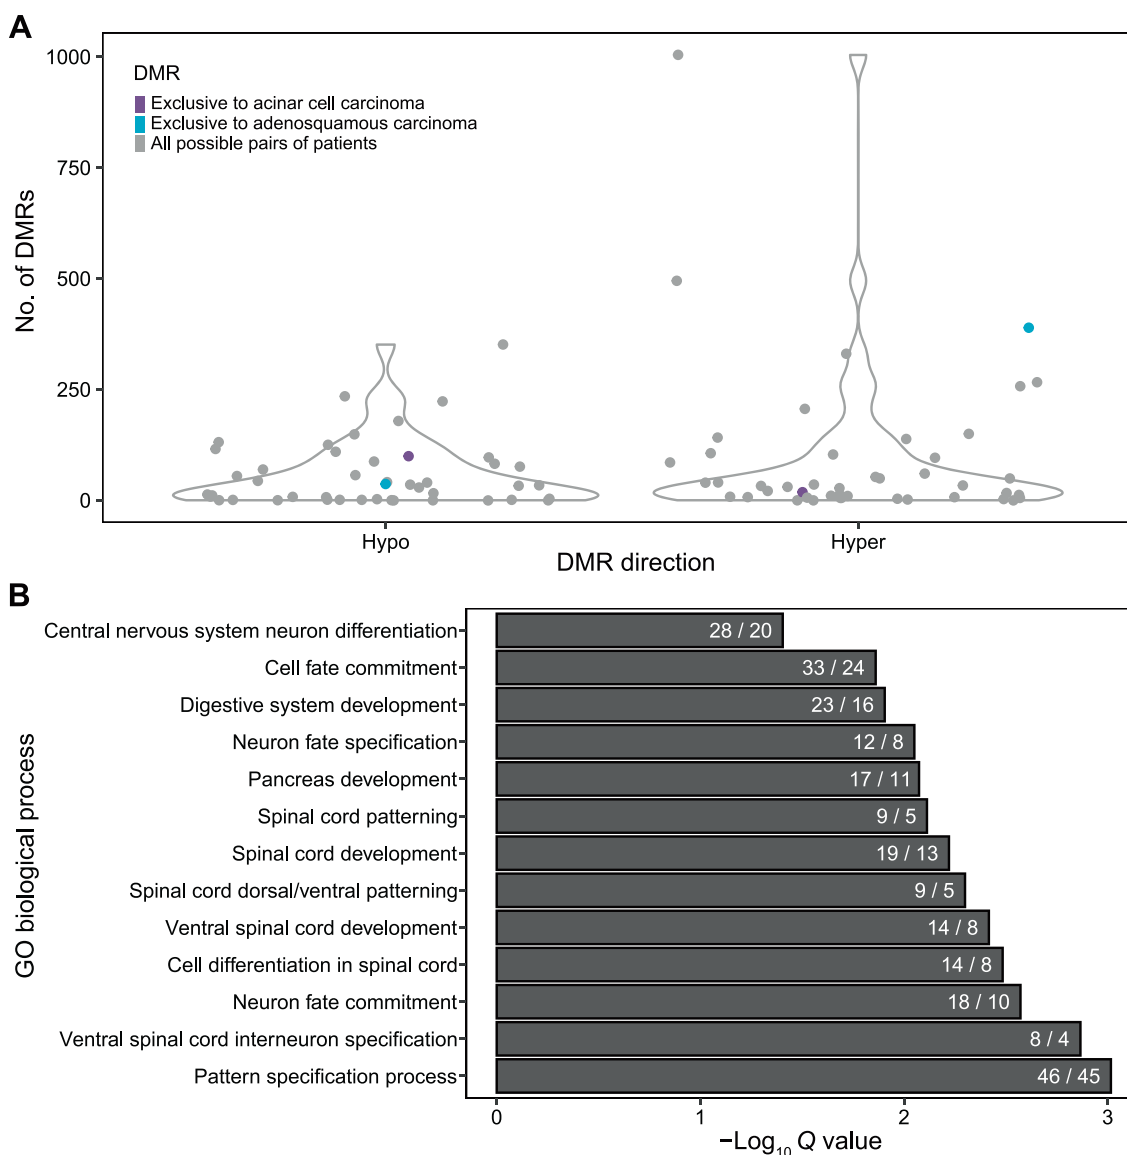 A
No. of DMRs
1000
750
500
250
0
DMR
Exclusive to acinar cell carcinoma
Exclusive to adenosquamous carcinoma
All possible pairs of patients
Hypo
Hyper
DMR direction
B
GO biological process
Central nervous system neuron differentiation
28 / 20
Cell fate commitment
33 / 24
Digestive system development
23 / 16
Neuron fate specification
12 / 8
Pancreas development
17 / 11
Spinal cord patterning
9 / 5
Spinal cord development
19 / 13
Spinal cord dorsal/ventral patterning
9 / 5
Ventral spinal cord development
14 / 8
Cell differentiation in spinal cord
14 / 8
Neuron fate commitment
18 / 10
Ventral spinal cord interneuron specification
8 / 4
Pattern specification process
46 / 45
0
1
2
3
−Log₁₀ Q value